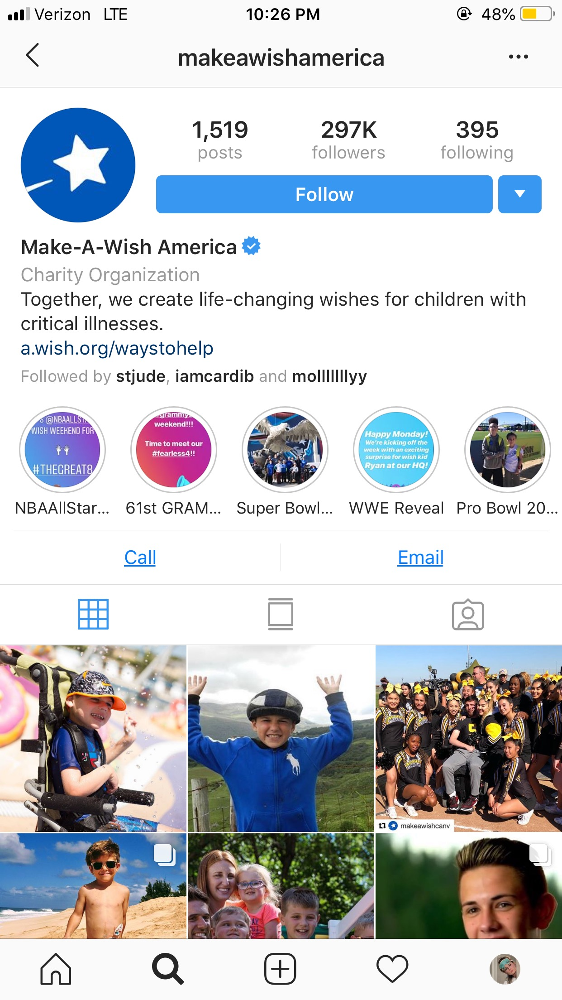 Verizon LTE 10:26 PM 48%
makeawishamerica
1,519 297K 395
posts followers following
Follow
Make-A-Wish America
Charity Organization
Together, we create life-changing wishes for children with
critical illnesses.
a.wish.org/waystohelp
Followed by stjude, iamcardib and molllllllyy
@NBAALLST
WISH WEEKEND FOR
#THEGREAT8
grammys
weekend!!!
Time to meet our
#fearless4!!
Happy Monday!
We're kicking off the
week with an exciting
surprise for wish kid
Ryan at our HQ!
NBAAllStar... 61st GRAM... Super Bowl... WWE Reveal Pro Bowl 20...
Call Email
makeawishcanv